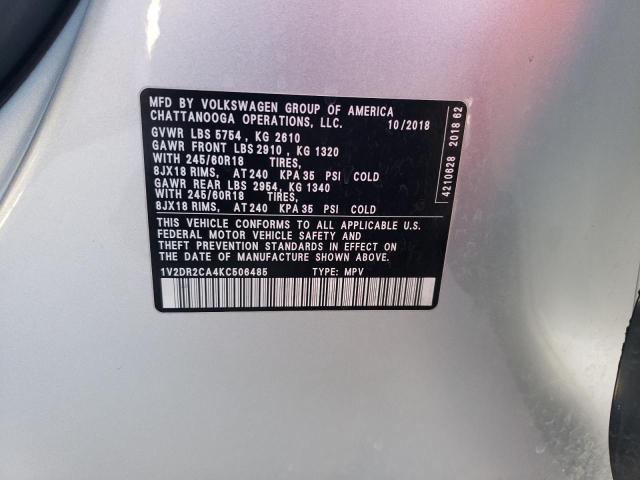 MFD BY VOLKSWAGEN GROUP OF AMERICA
CHATTANOOGA OPERATIONS, LLC. 10/2018
GVWR LBS 5754 , KG 2610
GAWR FRONT LBS 2910 , KG 1320
WITH 245/60R18 TIRES,
8JX18 RIMS, AT 240 KPA 35 PSI COLD
GAWR REAR LBS 2954, KG 1340
WITH 245/60R18 TIRES,
8JX18 RIMS, AT 240 KPA 35 PSI COLD
THIS VEHICLE CONFORMS TO ALL APPLICABLE U.S.
FEDERAL MOTOR VEHICLE SAFETY AND
THEFT PREVENTION STANDARDS IN EFFECT ON
THE DATE OF MANUFACTURE SHOWN ABOVE.
1V2DR2CA4KC506485 TYPE: MPV
4210628 2018 62